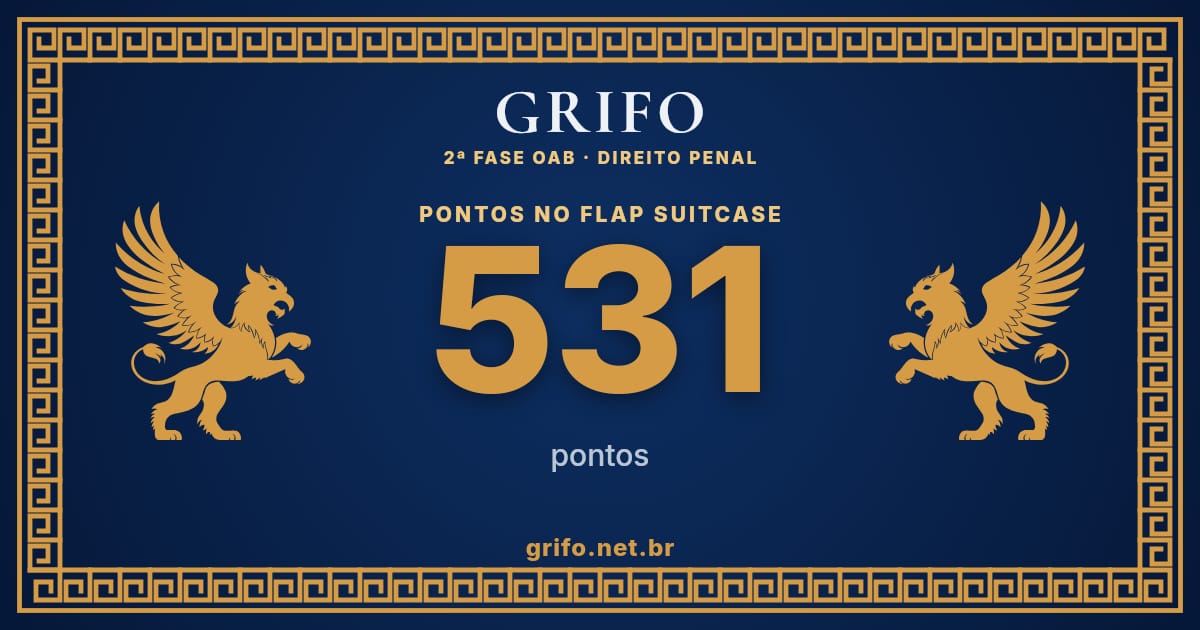 GRIFO
2ª FASE OAB · DIREITO PENAL
PONTOS NO FLAP SUITCASE
531
pontos
grifo.net.br